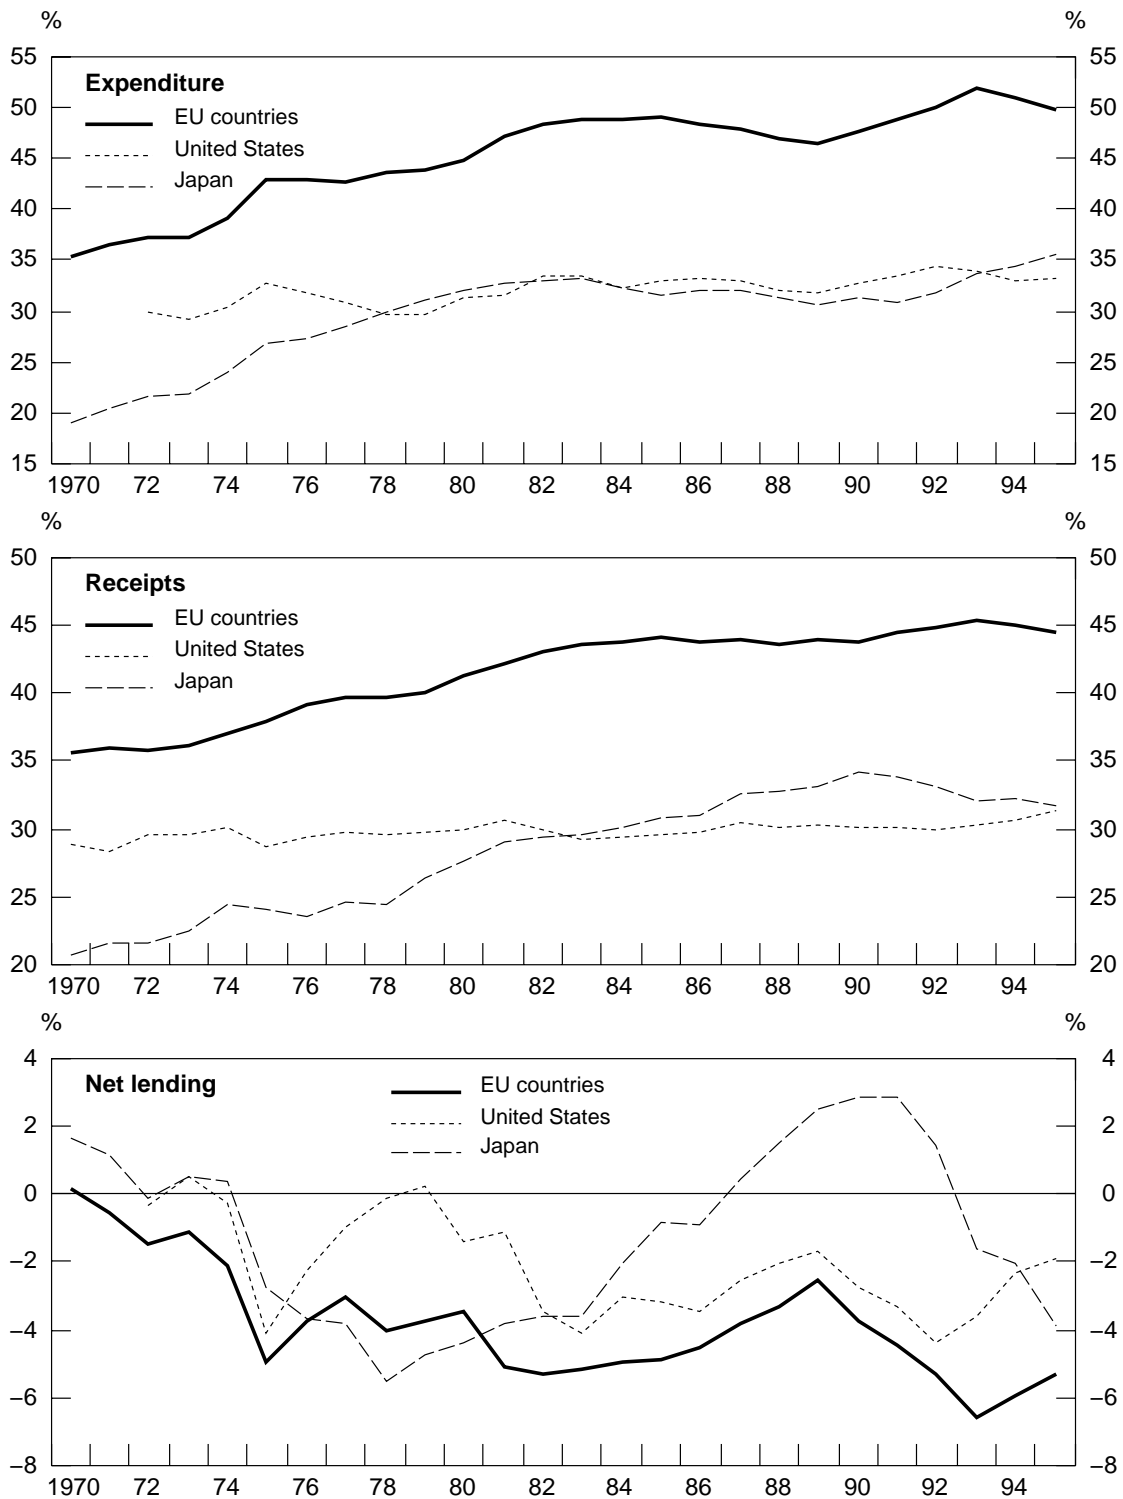 % %
55 55
Expenditure
EU countries
50 50
United States
45 45
Japan
40 40
35 35
30 30
25 25
20 20
15 15
1970 72 74 76 78 80 82 84 86 88 90 92 94
% %
50 50
Receipts
EU countries
45 45
United States
Japan
40 40
35 35
30 30
25 25
20 20
1970 72 74 76 78 80 82 84 86 88 90 92 94
% %
4 4
Net lending EU countries
United States
2 2
Japan
0 0
–2 –2
–4 –4
–6 –6
–8 –8
1970 72 74 76 78 80 82 84 86 88 90 92 94